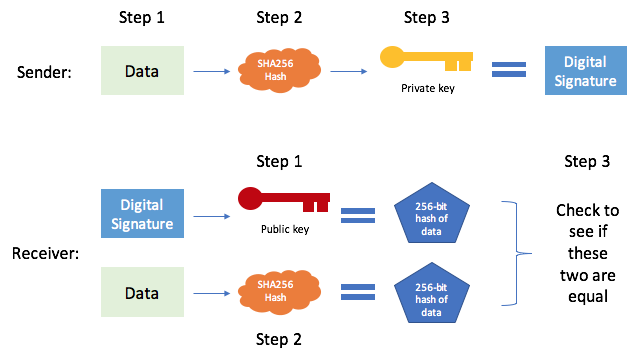 Step 1
Step 2
Step 3
Sender:
Data
SHA256
Hash
Private key
Digital
Signature
Step 1
Step 3
Receiver:
Digital
Signature
Public key
256-bit
hash of
data
Data
SHA256
Hash
256-bit
hash of
data
Step 2
Check to
see if
these
two are
equal